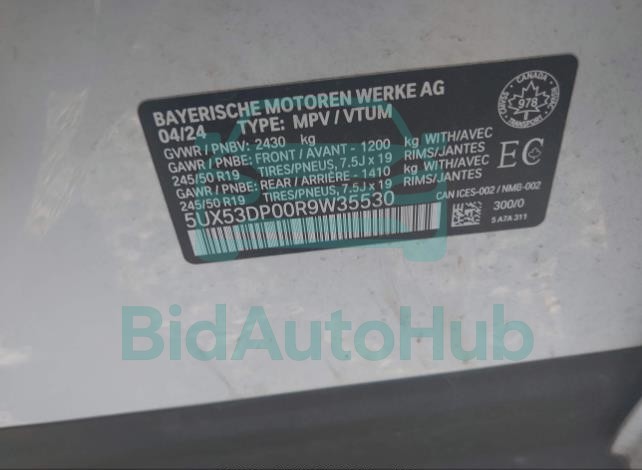 BAYERISCHE MOTOREN WERKE AG
04/24 TYPE: MPV / VTUM
GVWR / PNBV: 2430 kg
GAWR / PNBE: FRONT / AVANT - 1200 kg WITH/AVEC
245/50 R19 TIRES/PNEUS, 7.5J x 19 RIMS/JANTES
GAWR / PNBE: REAR / ARRIÈRE - 1410 kg WITH/AVEC
245/50 R19 TIRES/PNEUS, 7.5J x 19 RIMS/JANTES
5UX53DP00R9W35530
CANADA
978
TRANSPORT
EC
CAN ICES-002 / NMB-002
300/0
5 A7A 311
BidAutoHub